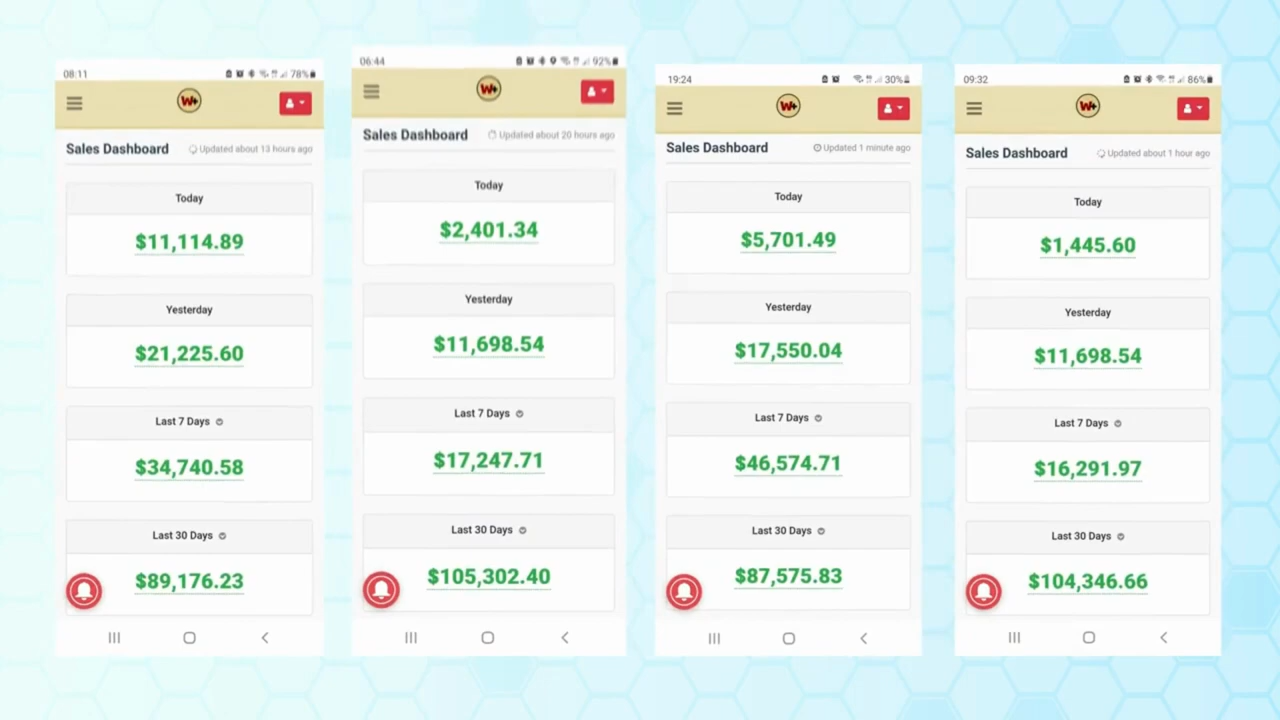 08:11
78%
W+
Sales Dashboard
Updated about 13 hours ago
Today
$11,114.89
Yesterday
$21,225.60
Last 7 Days
$34,740.58
Last 30 Days
$89,176.23
06:44
92%
W+
Sales Dashboard
Updated about 20 hours ago
Today
$2,401.34
Yesterday
$11,698.54
Last 7 Days
$17,247.71
Last 30 Days
$105,302.40
19:24
30%
W+
Sales Dashboard
Updated 1 minute ago
Today
$5,701.49
Yesterday
$17,550.04
Last 7 Days
$46,574.71
Last 30 Days
$87,575.83
09:32
86%
W+
Sales Dashboard
Updated about 1 hour ago
Today
$1,445.60
Yesterday
$11,698.54
Last 7 Days
$16,291.97
Last 30 Days
$104,346.66